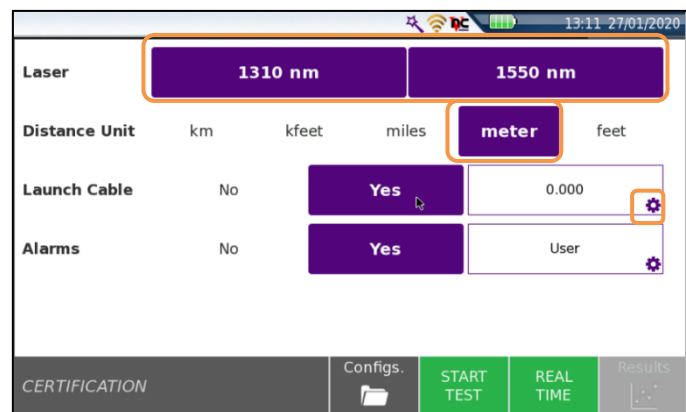 13:11 27/01/2020
Laser 1310 nm 1550 nm
Distance Unit km kfeet miles meter feet
Launch Cable No Yes 0.000
Alarms No Yes User
CERTIFICATION Configs. START TEST REAL TIME Results